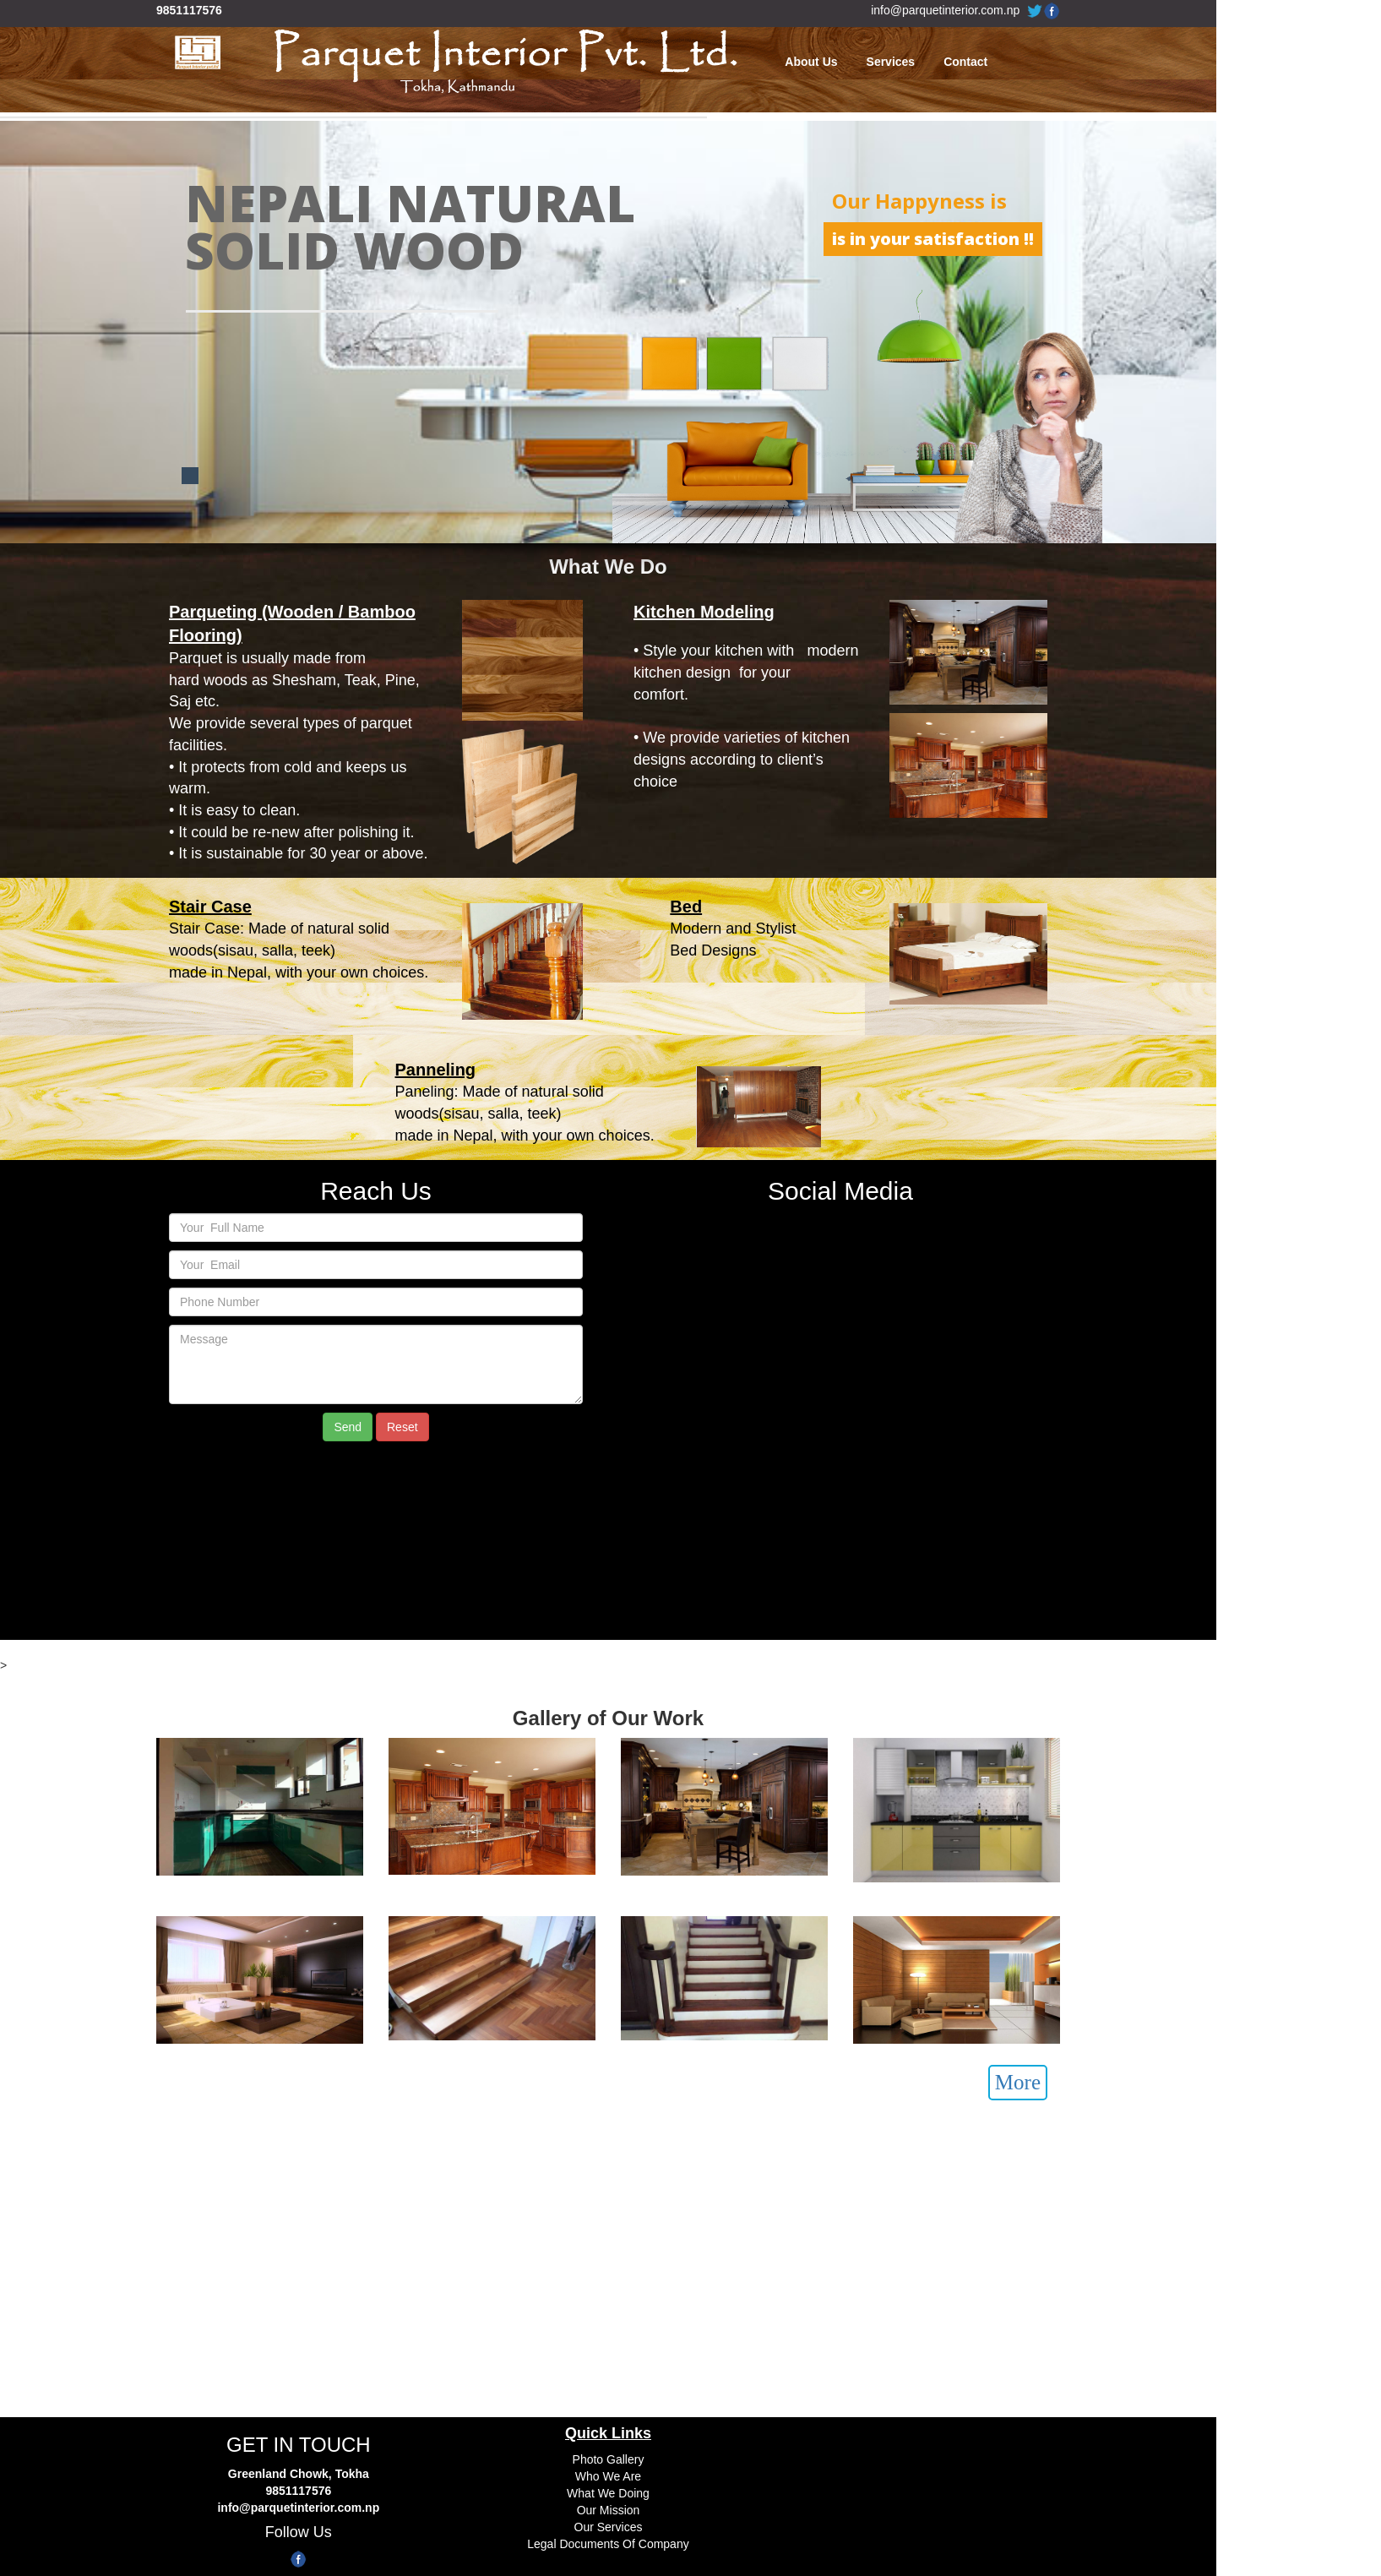 9851117576
info@parquetinterior.com.np
Parquet Interior Pvt. Ltd.
Tokha, Kathmandu
About Us Services Contact
NEPALI NATURAL
SOLID WOOD
Our Happyness is
is in your satisfaction !!
What We Do
Parqueting (Wooden / Bamboo
Flooring)
Parquet is usually made from
hard woods as Shesham, Teak, Pine,
Saj etc.
We provide several types of parquet
facilities.
• It protects from cold and keeps us
warm.
• It is easy to clean.
• It could be re-new after polishing it.
• It is sustainable for 30 year or above.
Kitchen Modeling
• Style your kitchen with modern
kitchen design for your
comfort.
• We provide varieties of kitchen
designs according to client’s
choice
Stair Case
Stair Case: Made of natural solid
woods(sisau, salla, teek)
made in Nepal, with your own choices.
Bed
Modern and Stylist
Bed Designs
Panneling
Paneling: Made of natural solid
woods(sisau, salla, teek)
made in Nepal, with your own choices.
Reach Us
Your Full Name
Your Email
Phone Number
Message
Send Reset
Social Media
>
Gallery of Our Work
More
GET IN TOUCH
Greenland Chowk, Tokha
9851117576
info@parquetinterior.com.np
Follow Us
Quick Links
Photo Gallery
Who We Are
What We Doing
Our Mission
Our Services
Legal Documents Of Company